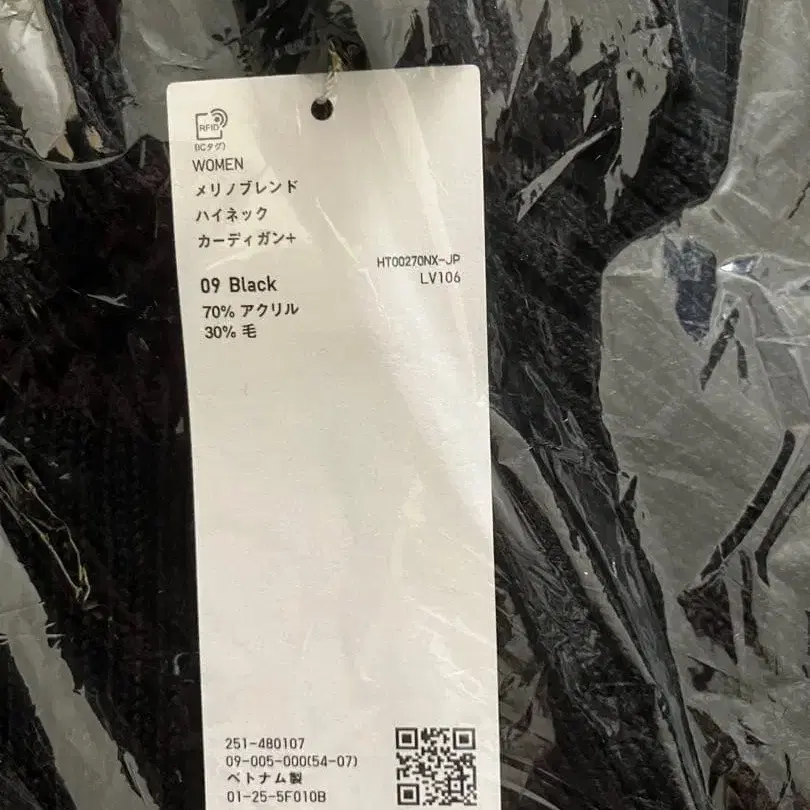 RFID
(ICタグ)
WOMEN
メリノブレンド
ハイネック
カーディガン+
HT00270NX-JP
LV106
09 Black
70% アクリル
30% 毛
251-480107
09-005-000(54-07)
ベトナム製
01-25-5F010B